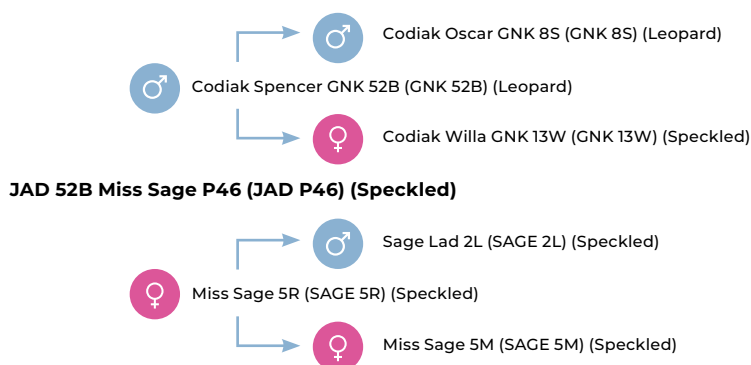 Codiak Oscar GNK 8S (GNK 8S) (Leopard)
Codiak Spencer GNK 52B (GNK 52B) (Leopard)
Codiak Willa GNK 13W (GNK 13W) (Speckled)
JAD 52B Miss Sage P46 (JAD P46) (Speckled)
Sage Lad 2L (SAGE 2L) (Speckled)
Miss Sage 5R (SAGE 5R) (Speckled)
Miss Sage 5M (SAGE 5M) (Speckled)